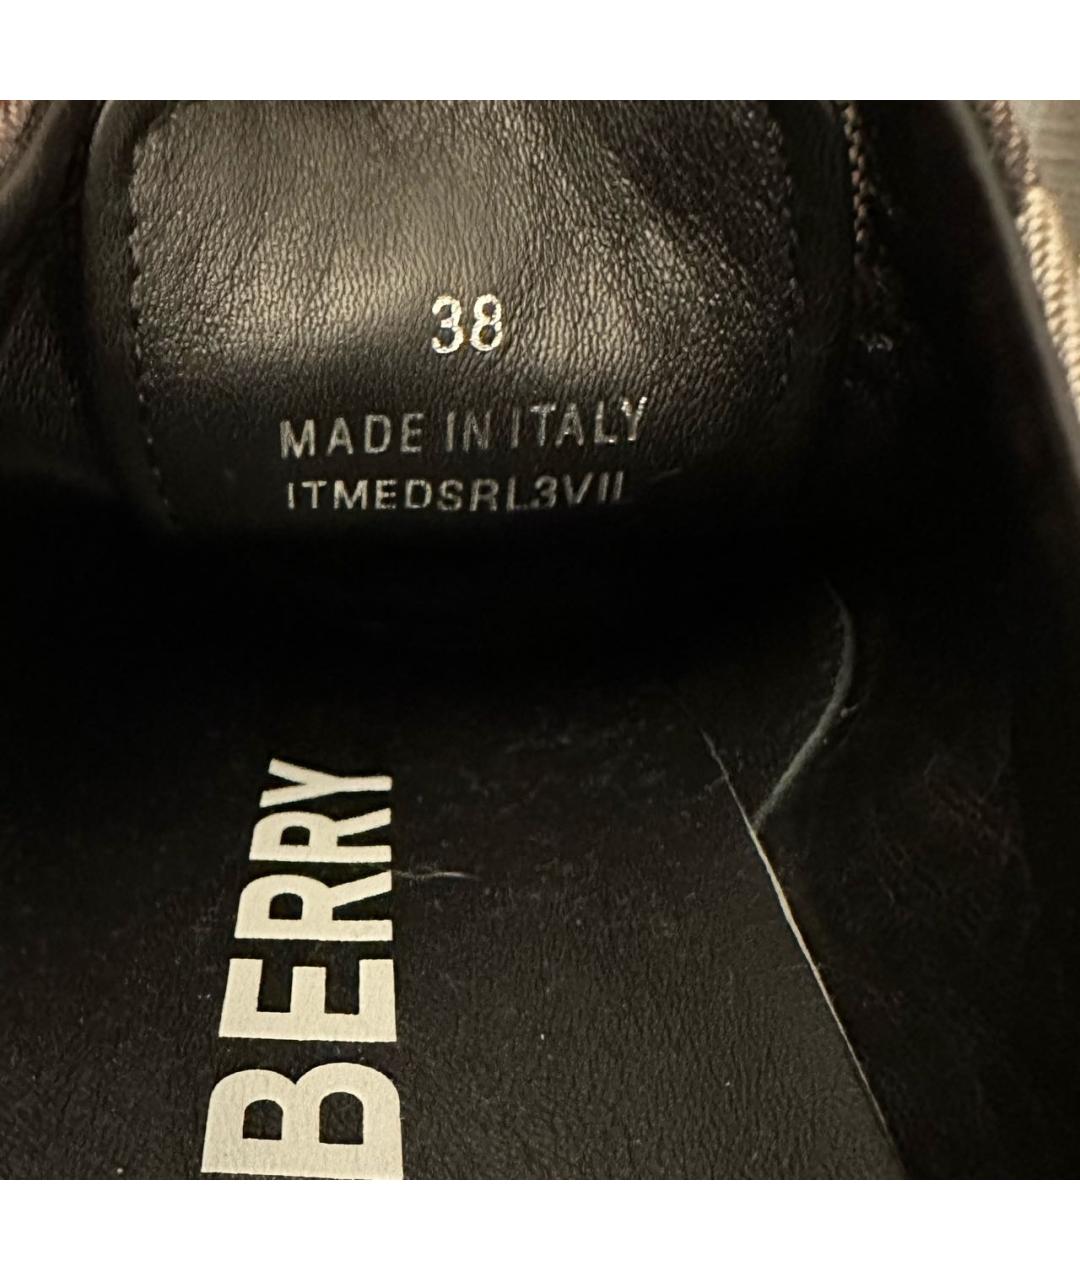 38
MADE IN ITALY
ITMEDSRL3VII
BERRY